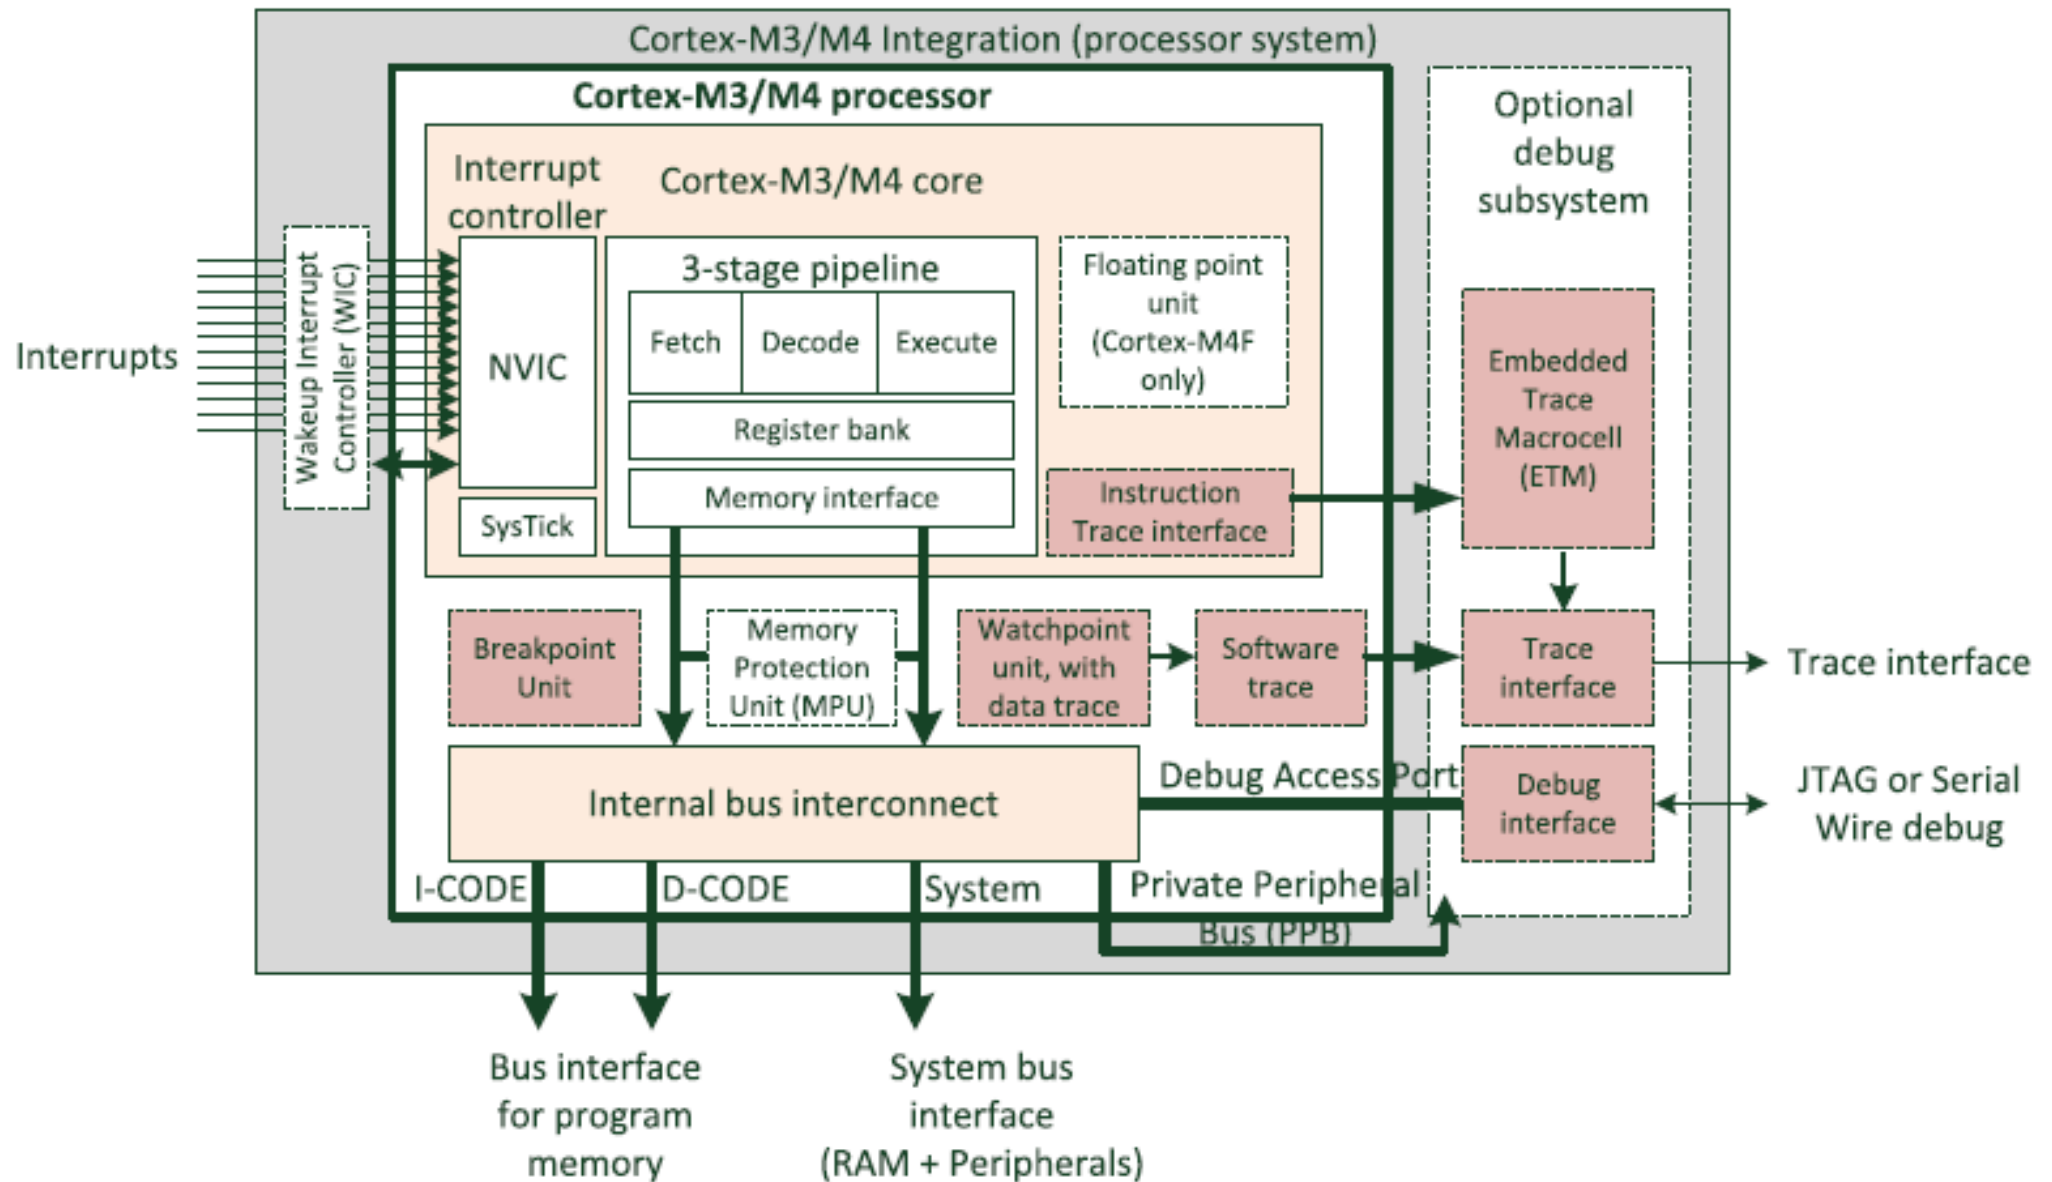 Cortex-M3/M4 Integration (processor system)
Cortex-M3/M4 processor
Optional
debug
subsystem
Interrupt
controller
Cortex-M3/M4 core
Interrupts
Wakeup Interrupt
Controller (WIC)
NVIC
SysTick
3-stage pipeline
Fetch
Decode
Execute
Register bank
Memory interface
Floating point
unit
(Cortex-M4F
only)
Instruction
Trace interface
Embedded
Trace
Macrocell
(ETM)
Breakpoint
Unit
Memory
Protection
Unit (MPU)
Watchpoint
unit, with
data trace
Software
trace
Trace
interface
Trace interface
Internal bus interconnect
Debug Access Port
Debug
interface
JTAG or Serial
Wire debug
I-CODE
D-CODE
System
Private Peripheral
Bus (PPB)
Bus interface
for program
memory
System bus
interface
(RAM + Peripherals)